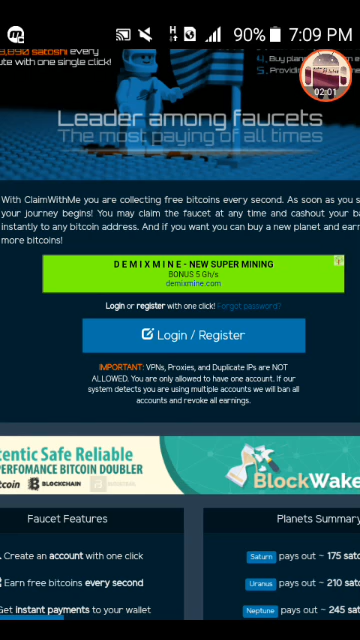 90% 7:09 PM
satoshi every
4. Buy plan
ute with one single click!
5. Providin
02:01
Leader among faucets
The most paying of all times
With ClaimWithMe you are collecting free bitcoins every second. As soon as you s
your journey begins! You may claim the faucet at any time and cashout your ba
instantly to any bitcoin address. And if you want you can buy a new planet and earn
more bitcoins!
D E M I X M I N E - NEW SUPER MINING
BONUS 5 Gh/s
demixmine.com
Login or register with one click! Forgot password?
Login / Register
IMPORTANT: VPNs, Proxies, and Duplicate IPs are NOT
ALLOWED. You are only allowed to have one account. If our
system detects you are using multiple accounts we will ban all
accounts and revoke all earnings.
entic Safe Reliable
PERFOMANCE BITCOIN DOUBLER
tcoin BLOCKCHAIN
BlockWake
Faucet Features
Planets Summary
Create an account with one click
Saturn pays out ~ 175 sato
Earn free bitcoins every second
Uranus pays out ~ 210 sato
Get instant payments to your wallet
Neptune pays out ~ 245 sato